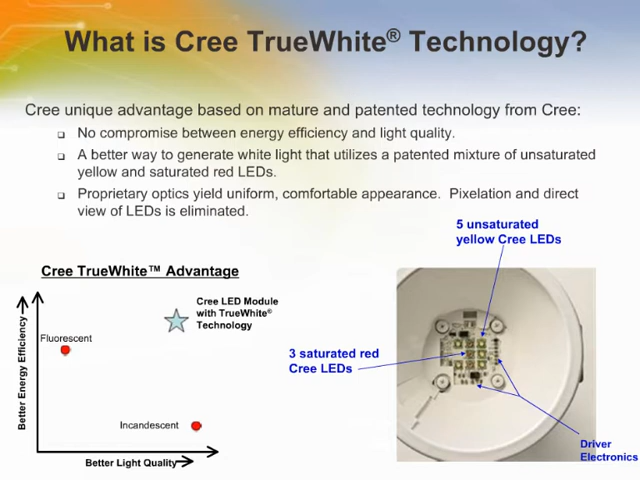 What is Cree TrueWhite® Technology?
Cree unique advantage based on mature and patented technology from Cree:
No compromise between energy efficiency and light quality.
A better way to generate white light that utilizes a patented mixture of unsaturated
yellow and saturated red LEDs.
Proprietary optics yield uniform, comfortable appearance. Pixelation and direct
view of LEDs is eliminated.
5 unsaturated
yellow Cree LEDs
Cree TrueWhite™ Advantage
Cree LED Module
with TrueWhite®
Technology
Better Energy Efficiency
Fluorescent
3 saturated red
Cree LEDs
Incandescent
Better Light Quality
Driver
Electronics